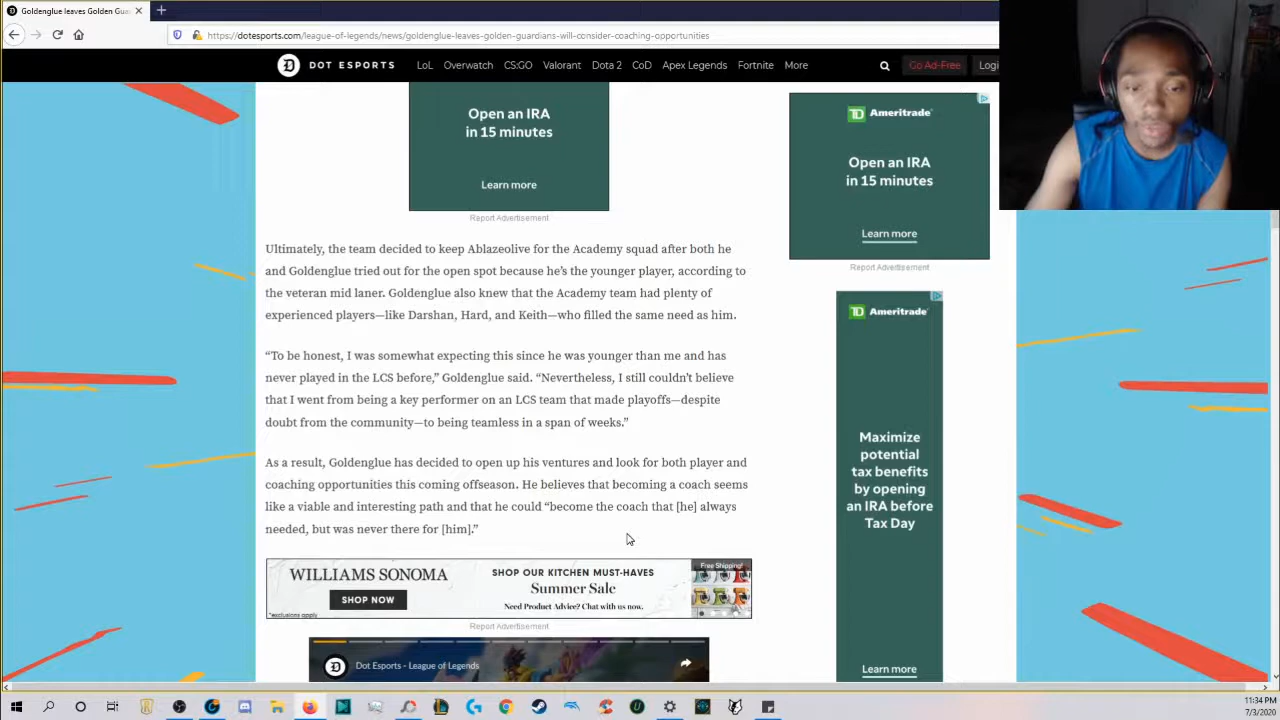 Goldenglue leaves Golden Gua
https://dotesports.com/league-of-legends/news/goldenglue-leaves-golden-guardians-will-consider-coaching-opportunities
DOT ESPORTS LoL Overwatch CS:GO Valorant Dota 2 CoD Apex Legends Fortnite More Go Ad-Free Logi
Open an IRA
in 15 minutes
Learn more
Report Advertisement
TD Ameritrade
Open an IRA
in 15 minutes
Learn more
Report Advertisement
Ultimately, the team decided to keep Ablazeolive for the Academy squad after both he
and Goldenglue tried out for the open spot because he's the younger player, according to
the veteran mid laner. Goldenglue also knew that the Academy team had plenty of
experienced players—like Darshan, Hard, and Keith—who filled the same need as him.
“To be honest, I was somewhat expecting this since he was younger than me and has
never played in the LCS before,” Goldenglue said. “Nevertheless, I still couldn't believe
that I went from being a key performer on an LCS team that made playoffs—despite
doubt from the community—to being teamless in a span of weeks.”
As a result, Goldenglue has decided to open up his ventures and look for both player and
coaching opportunities this coming offseason. He believes that becoming a coach seems
like a viable and interesting path and that he could “become the coach that [he] always
needed, but was never there for [him].”
TD Ameritrade
Maximize
potential
tax benefits
by opening
an IRA before
Tax Day
Learn more
WILLIAMS SONOMA
SHOP NOW
*exclusions apply
SHOP OUR KITCHEN MUST-HAVES
Summer Sale
Need Product Advice? Chat with us now.
Free Shipping!
Report Advertisement
Dot Esports - League of Legends
11:34 PM
7/3/2020